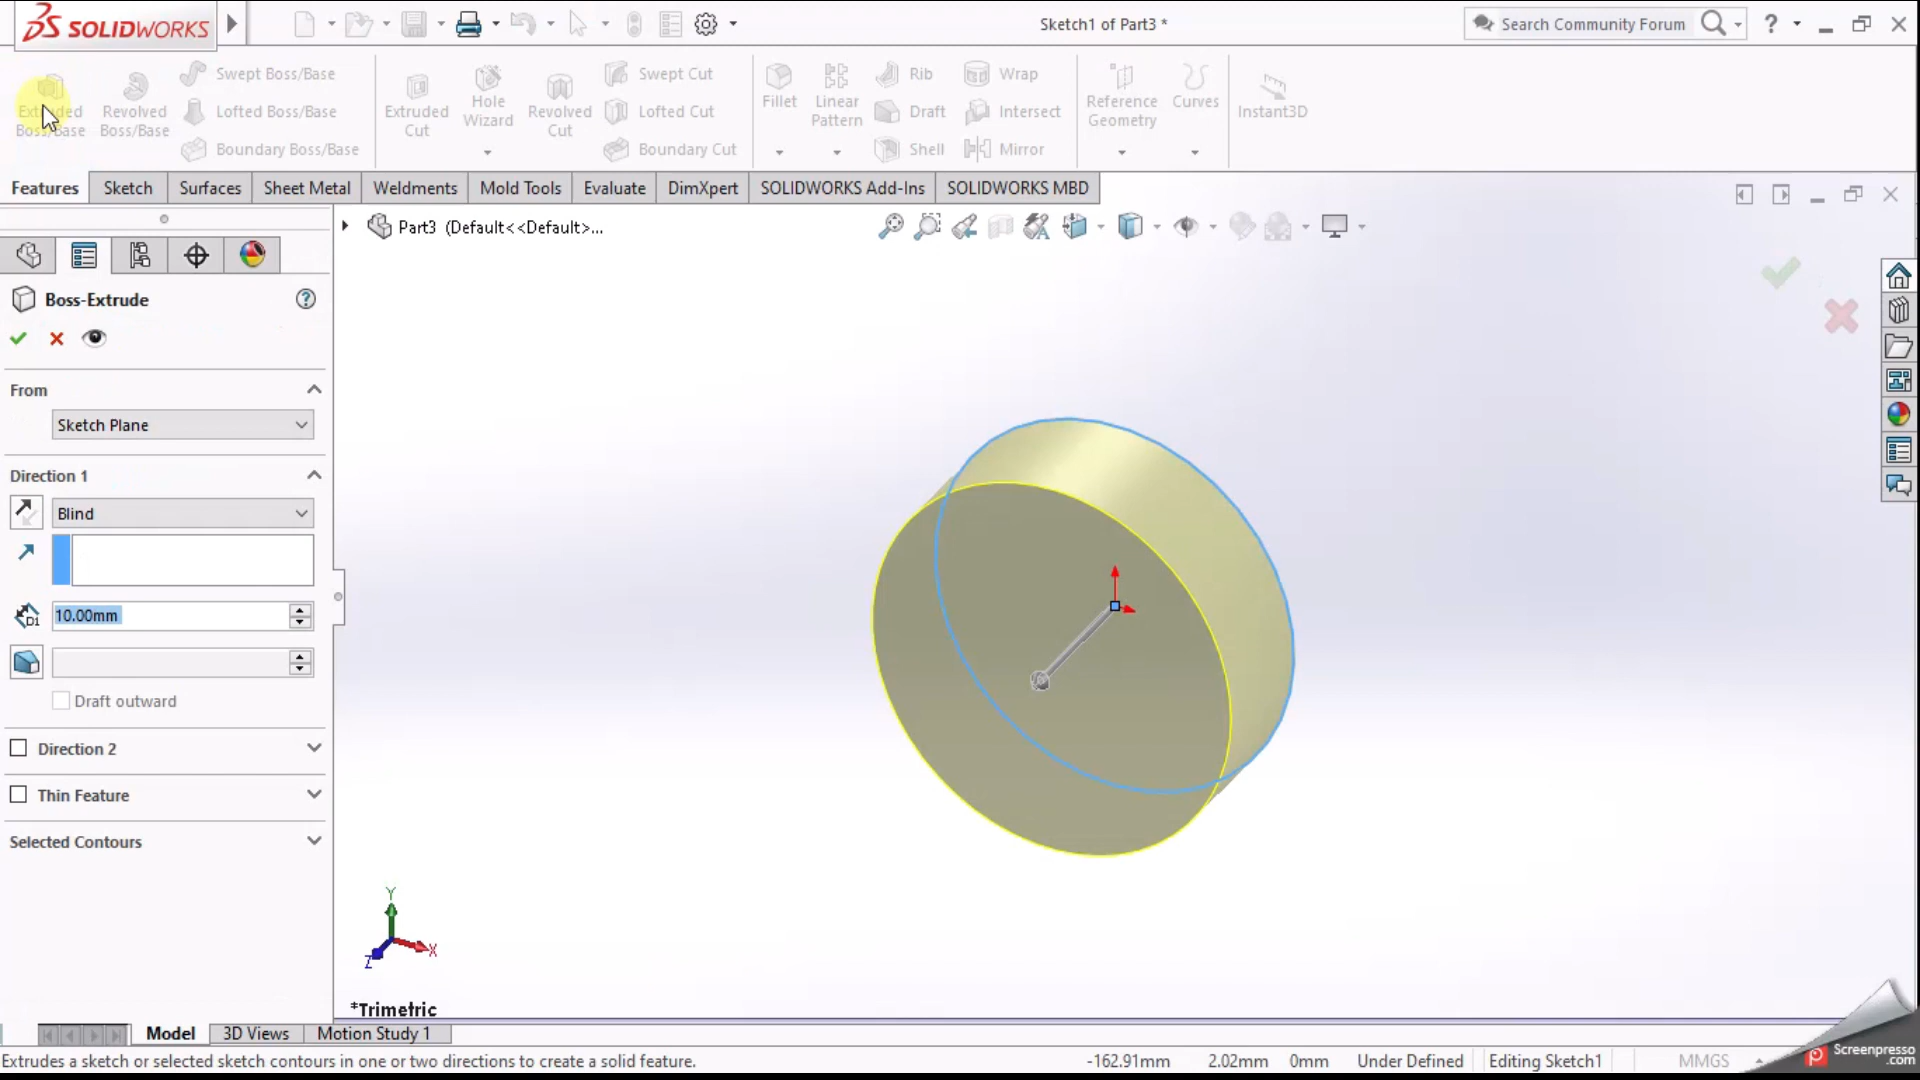 SOLIDWORKS
Sketch1 of Part3 *
Search Community Forum
?
Extruded Boss/Base
Revolved Boss/Base
Swept Boss/Base
Lofted Boss/Base
Boundary Boss/Base
Extruded Cut
Hole Wizard
Revolved Cut
Swept Cut
Lofted Cut
Boundary Cut
Fillet
Linear Pattern
Rib
Draft
Shell
Wrap
Intersect
Mirror
Reference Geometry
Curves
Instant3D
Features
Sketch
Surfaces
Sheet Metal
Weldments
Mold Tools
Evaluate
DimXpert
SOLIDWORKS Add-Ins
SOLIDWORKS MBD
Part3 (Default<<Default>...
Boss-Extrude
?
From
Sketch Plane
Direction 1
Blind
D1
10.00mm
Draft outward
Direction 2
Thin Feature
Selected Contours
Y
X
Z
*Trimetric
Model
3D Views
Motion Study 1
Extrudes a sketch or selected sketch contours in one or two directions to create a solid feature.
-162.91mm
2.02mm
0mm
Under Defined
Editing Sketch1
MMGS
Screenpresso
.com